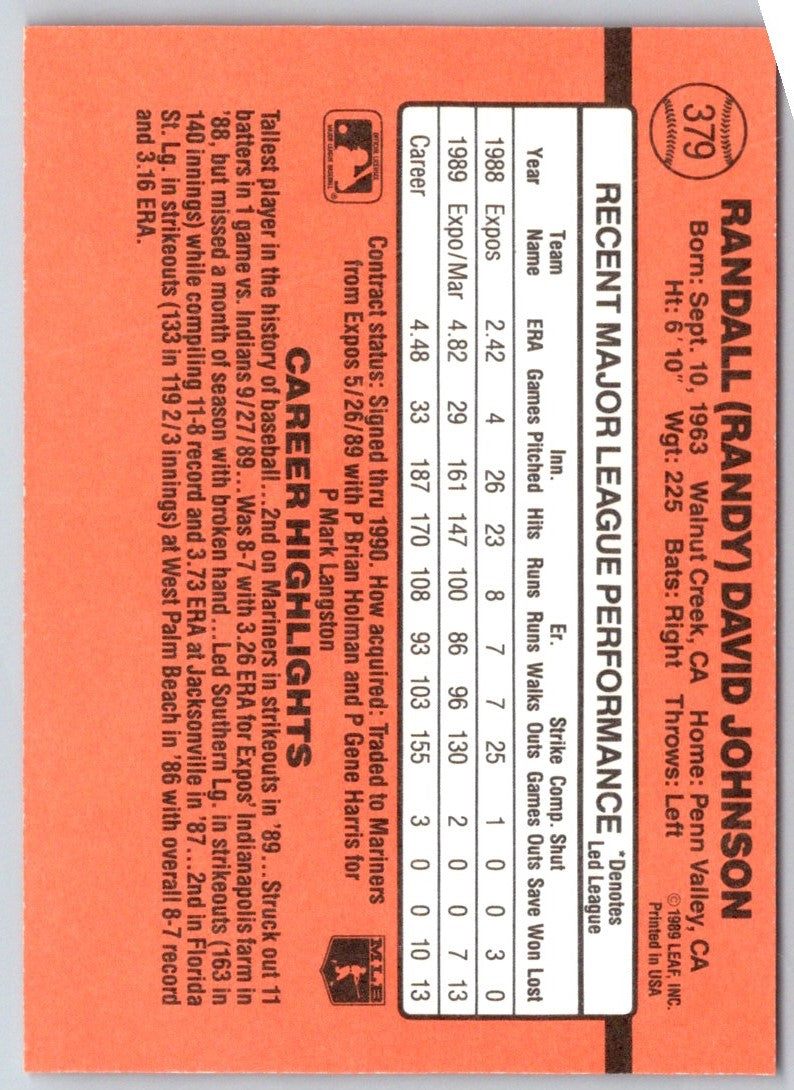 379
RANDALL (RANDY) DAVID JOHNSON
Born: Sept. 10, 1963 Walnut Creek, CA Home: Penn Valley, CA
Ht: 6'10" Wgt: 225 Bats: Right Throws: Left
©1989 LEAF, INC.
Printed in USA
RECENT MAJOR LEAGUE PERFORMANCE *Denotes
Led League
Team Inn. Er. Strike Comp. Shut
Year Name ERA Games Pitched Hits Runs Runs Walks Outs Games Outs Save Won Lost
1988 Expos 2.42 4 26 23 8 7 7 25 1 0 0 3 0
1989 Expo/Mar 4.82 29 161 147 100 86 96 130 2 0 0 7 13
Career 4.48 33 187 170 108 93 103 155 3 0 0 10 13
OFFICIAL LICENSEE
MAJOR LEAGUE BASEBALL
®
Contract status: Signed thru 1990. How acquired: Traded to Mariners
from Expos 5/26/89 with P Brian Holman and P Gene Harris for
P Mark Langston
MLB
CAREER HIGHLIGHTS
Tallest player in the history of baseball...2nd on Mariners in strikeouts in '89...Struck out 11
batters in 1 game vs. Indians 9/27/89...Was 8-7 with 3.26 ERA for Expos' Indianapolis farm in
'88, but missed a month of season with broken hand...Led Southern Lg. in strikeouts (163 in
140 innings) while compiling 11-8 record and 3.73 ERA at Jacksonville in '87...2nd in Florida
St. Lg. in strikeouts (133 in 119 2/3 innings) at West Palm Beach in '86 with overall 8-7 record
and 3.16 ERA.